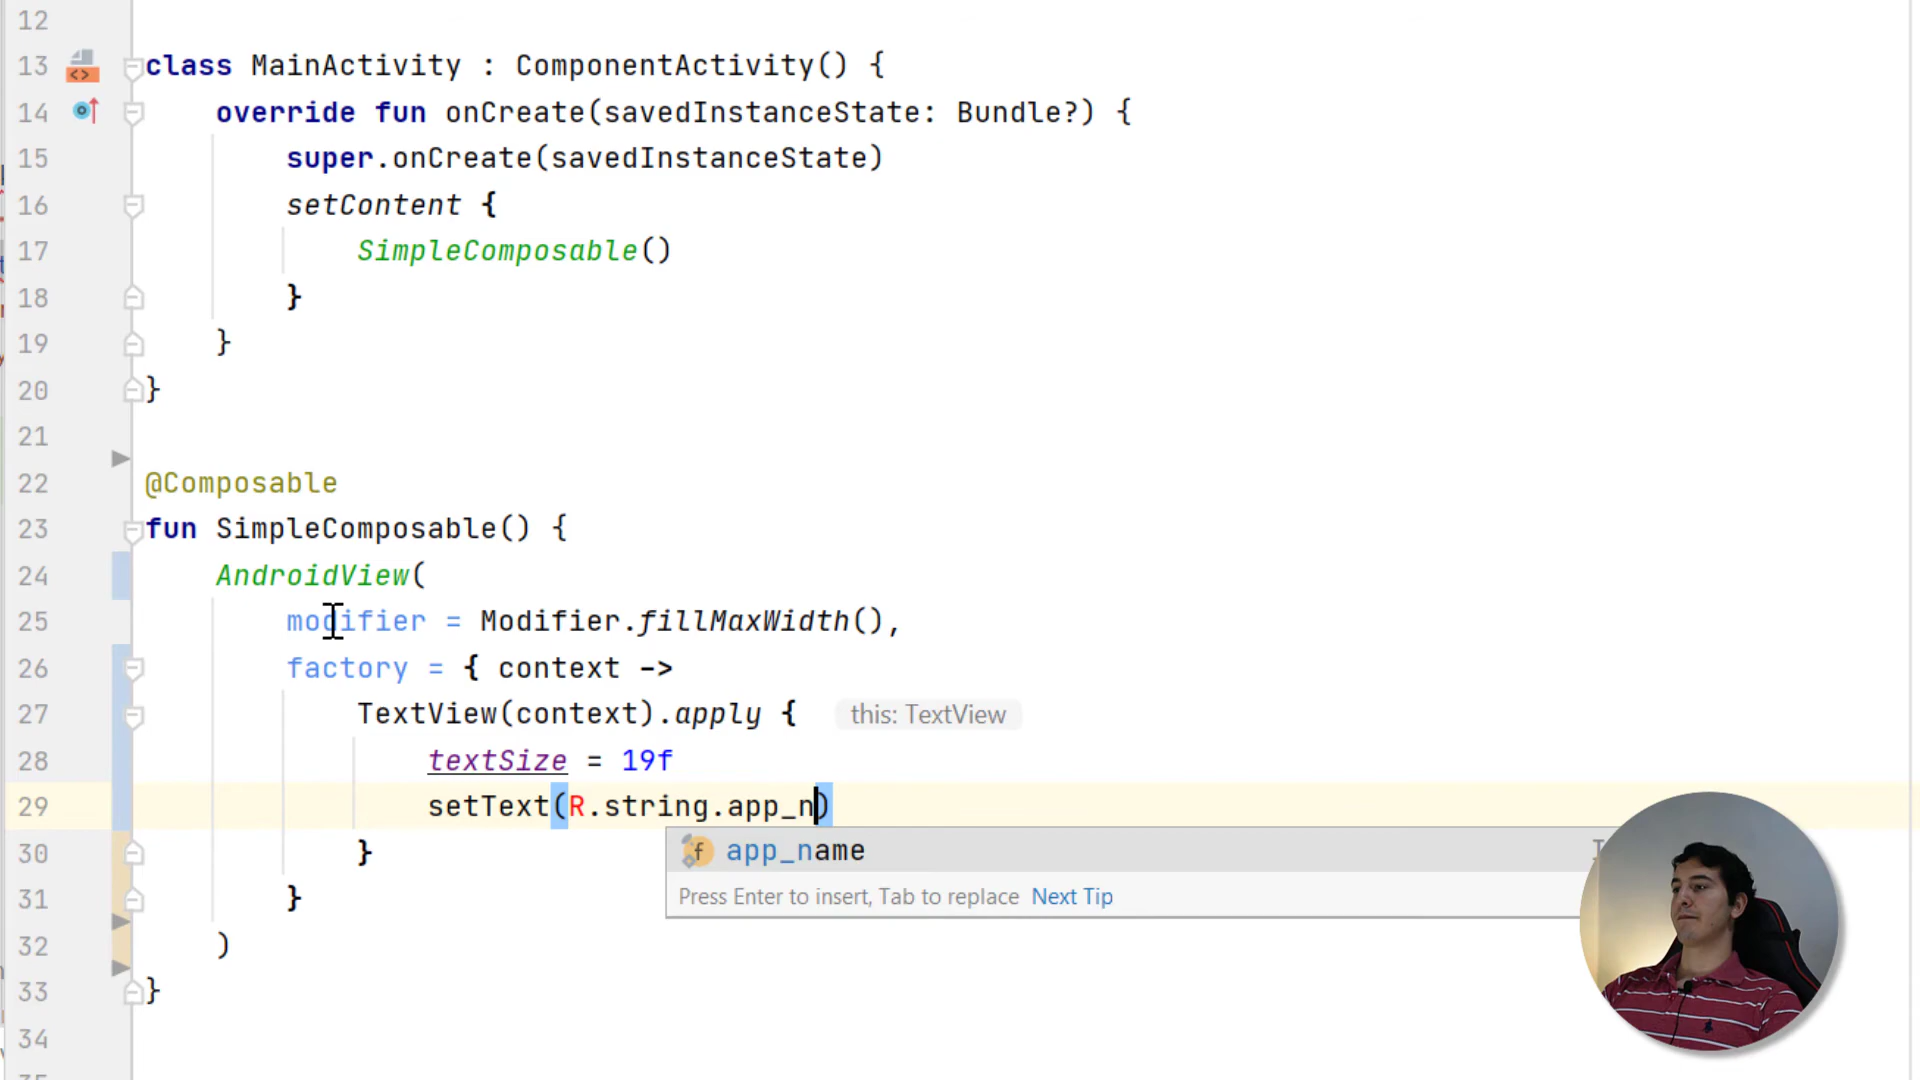 12
13 class MainActivity : ComponentActivity() {
14 override fun onCreate(savedInstanceState: Bundle?) {
15 super.onCreate(savedInstanceState)
16 setContent {
17 SimpleComposable()
18 }
19 }
20 }
21
22 @Composable
23 fun SimpleComposable() {
24 AndroidView(
25 modifier = Modifier.fillMaxWidth(),
26 factory = { context ->
27 TextView(context).apply { this: TextView
28 textSize = 19f
29 setText(R.string.app_n)
30 }
app_name
31 }
Press Enter to insert, Tab to replace Next Tip
32 )
33 }
34